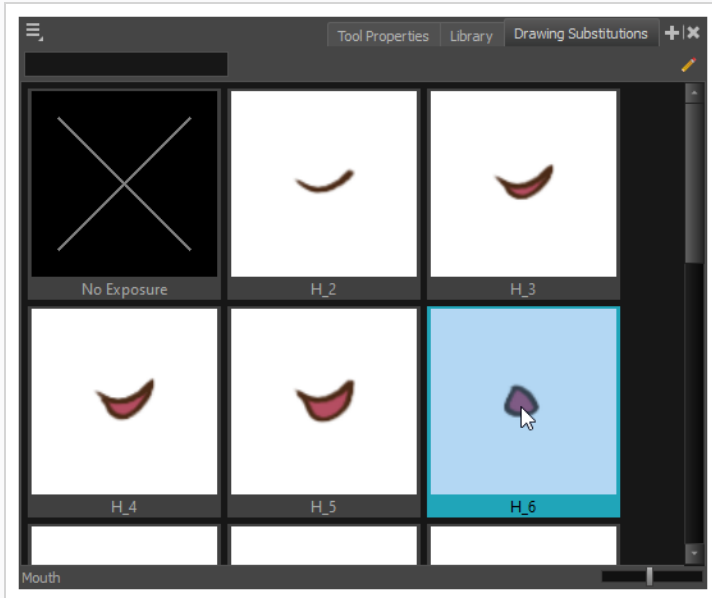 Tool Properties Library Drawing Substitutions
No Exposure H_2 H_3
H_4 H_5 H_6
Mouth